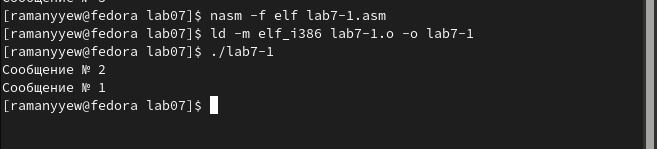 [ramanyyew@fedora lab07]$ nasm -f elf lab7-1.asm
[ramanyyew@fedora lab07]$ ld -m elf_i386 lab7-1.o -o lab7-1
[ramanyyew@fedora lab07]$ ./lab7-1
Сообщение № 2
Сообщение № 1
[ramanyyew@fedora lab07]$